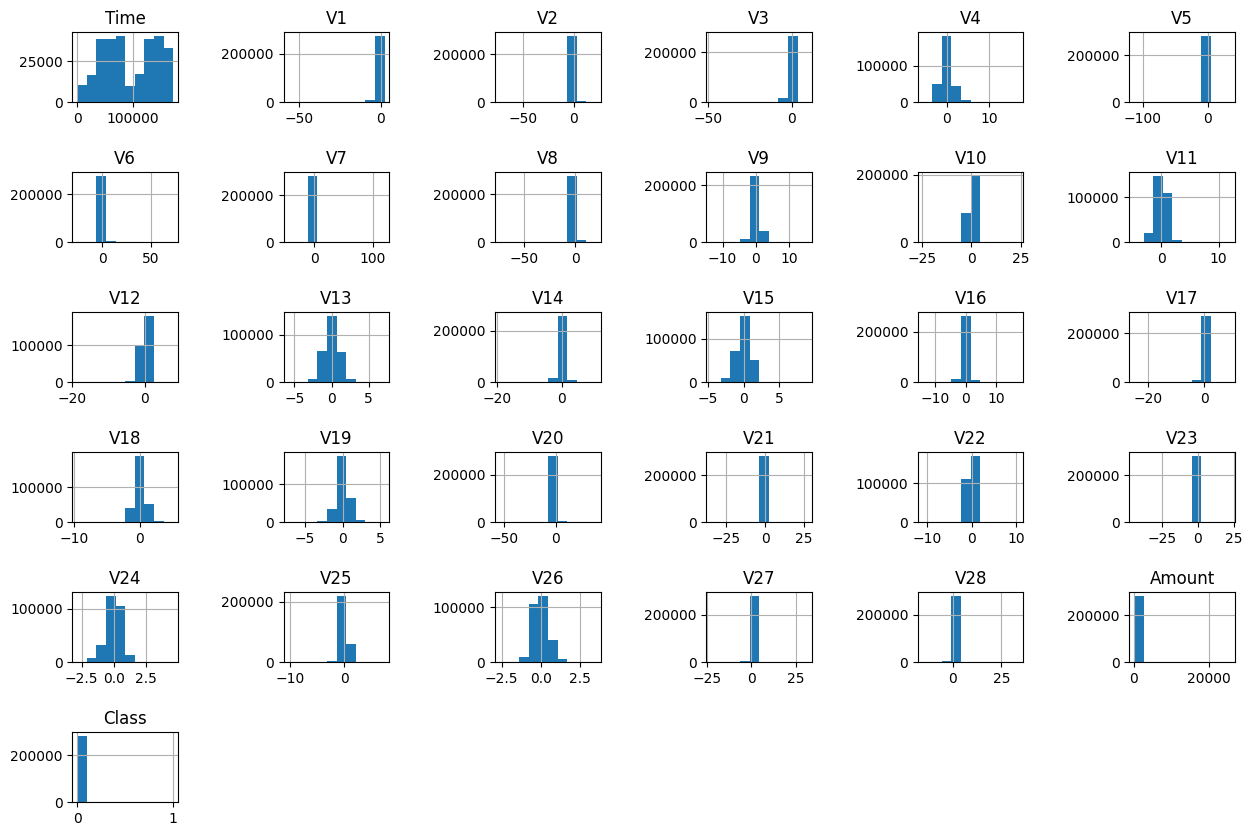 Time V1 V2 V3 V4 V5
25000 0 200000 0 200000 0 200000 0 100000 0 200000 0
0 100000 −50 0 −50 0 −50 0 0 10 −100 0
V6 V7 V8 V9 V10 V11
200000 0 200000 0 200000 0 200000 0 200000 0 100000 0
0 50 0 100 −50 0 −10 0 10 −25 0 25 0 10
V12 V13 V14 V15 V16 V17
100000 0 100000 0 200000 0 100000 0 200000 0 200000 0
−20 0 −5 0 5 −20 0 −5 0 5 −10 0 10 −20 0
V18 V19 V20 V21 V22 V23
100000 0 100000 0 200000 0 200000 0 100000 0 200000 0
−10 0 −5 0 5 −50 0 −25 0 25 −10 0 10 −25 0 25
V24 V25 V26 V27 V28 Amount
100000 0 200000 0 100000 0 200000 0 200000 0 200000 0
−2.5 0.0 2.5 −10 0 −2.5 0.0 2.5 −25 0 25 0 25 0 20000
Class
200000 0
0 1